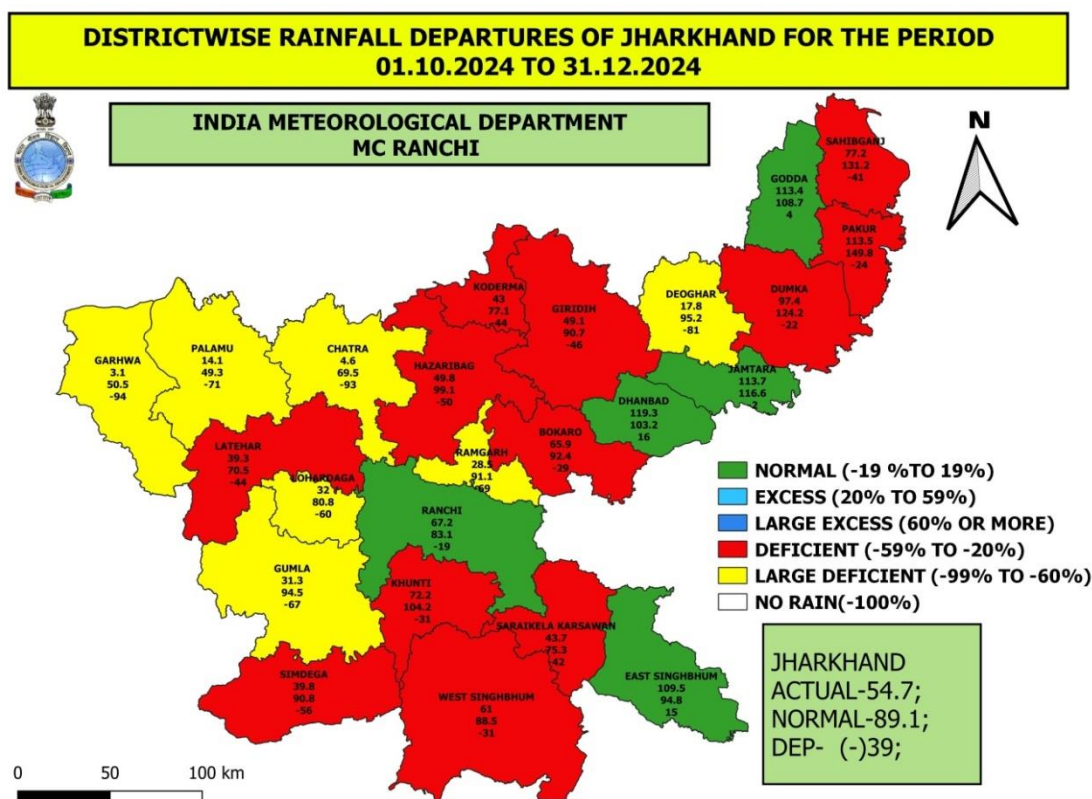 DISTRICTWISE RAINFALL DEPARTURES OF JHARKHAND FOR THE PERIOD
01.10.2024 TO 31.12.2024
INDIA METEOROLOGICAL DEPARTMENT
MC RANCHI
N
SAHIBGANJ
77.2
131.2
-41
GODDA
113.4
108.7
4
PAKUR
113.5
149.8
-24
DUMKA
97.4
124.2
-22
DEOGHAR
17.8
95.2
-81
JAMTARA
113.7
116.6
-2
DHANBAD
119.3
103.2
16
KODERMA
43
77.1
-44
GIRIDIH
49.1
90.7
-46
HAZARIBAG
49.8
99.1
-50
CHATRA
4.6
69.5
-93
PALAMU
14.1
49.3
-71
GARHWA
3.1
50.5
-94
LATEHAR
39.3
70.5
-44
LOHARDAGA
32
80.8
-60
RAMGARH
28.5
91.1
-69
BOKARO
65.9
92.4
-29
RANCHI
67.2
83.1
-19
GUMLA
31.3
94.5
-67
KHUNTI
72.2
104.2
-31
SARAIKELA KARSAWAN
43.7
75.3
-42
SIMDEGA
39.8
90.8
-56
WEST SINGHBHUM
61
88.5
-31
EAST SINGHBHUM
109.5
94.8
15
NORMAL (-19 %TO 19%)
EXCESS (20% TO 59%)
LARGE EXCESS (60% OR MORE)
DEFICIENT (-59% TO -20%)
LARGE DEFICIENT (-99% TO -60%)
NO RAIN(-100%)
JHARKHAND
ACTUAL-54.7;
NORMAL-89.1;
DEP- (-)39;
0 50 100 km